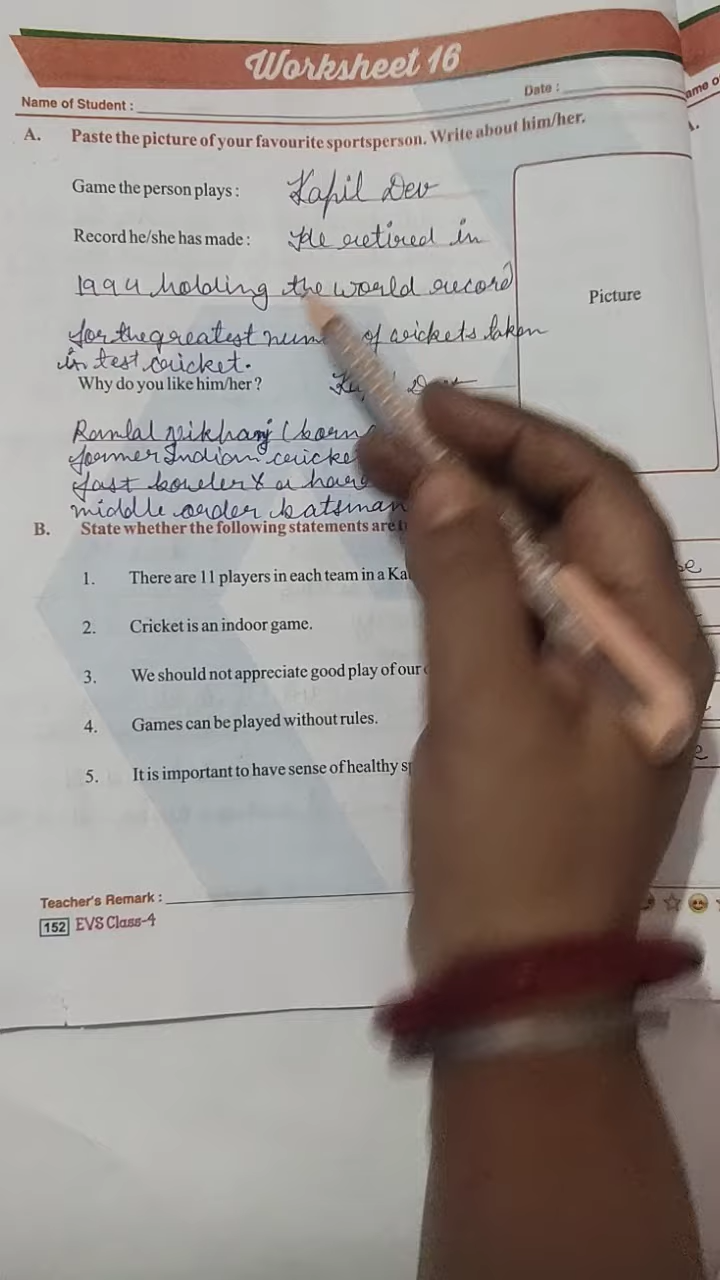 Worksheet 16
Name of Student :
Date :
A. Paste the picture of your favourite sportsperson. Write about him/her.
Game the person plays : Kapil Dev
Record he/she has made : He retired in
1994 holding the world record
for the greatest num of wickets taken
in test cricket.
Picture
Why do you like him/her ?
Ramlal Nikhanj (born
former Indian cricke
fast bowler & a hard
middle order batsman
B. State whether the following statements are
1. There are 11 players in each team in a Ka
2. Cricket is an indoor game.
3. We should not appreciate good play of our
4. Games can be played without rules.
5. It is important to have sense of healthy sp
Teacher's Remark :
152 EVS Class-4